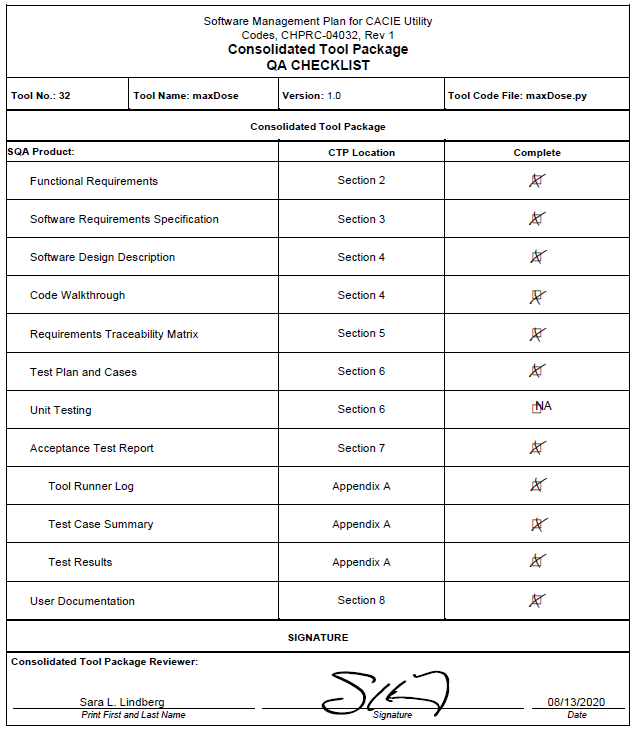 Software Management Plan for CACIE Utility
Codes, CHPRC-04032, Rev 1
Consolidated Tool Package
QA CHECKLIST
Tool No.: 32 Tool Name: maxDose Version: 1.0 Tool Code File: maxDose.py
Consolidated Tool Package
SQA Product: CTP Location Complete
Functional Requirements Section 2
Software Requirements Specification Section 3
Software Design Description Section 4
Code Walkthrough Section 4
Requirements Traceability Matrix Section 5
Test Plan and Cases Section 6
Unit Testing Section 6 NA
Acceptance Test Report Section 7
Tool Runner Log Appendix A
Test Case Summary Appendix A
Test Results Appendix A
User Documentation Section 8
SIGNATURE
Consolidated Tool Package Reviewer:
Sara L. Lindberg 08/13/2020
Print First and Last Name Signature Date